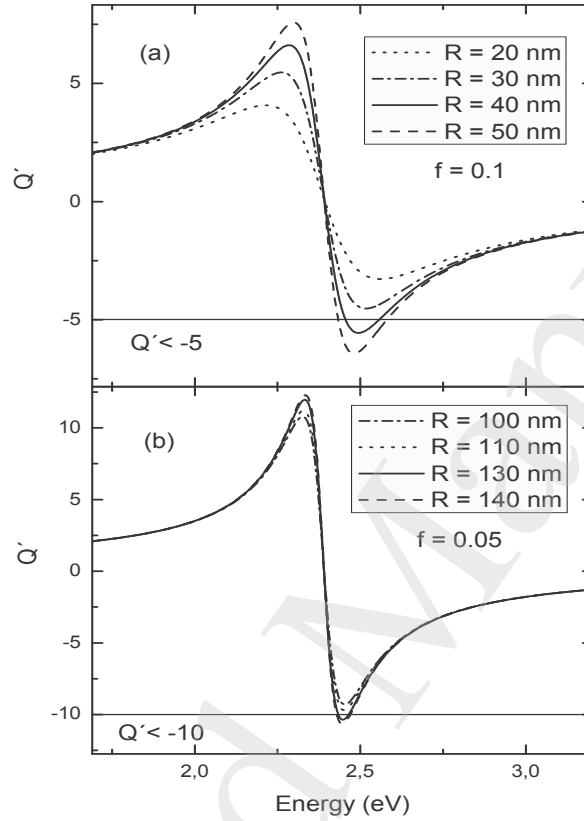 (a)
R = 20 nm
R = 30 nm
R = 40 nm
R = 50 nm
f = 0.1
5
0
-5
Q´
Q´< -5
(b)
R = 100 nm
R = 110 nm
R = 130 nm
R = 140 nm
f = 0.05
10
5
0
-5
-10
Q´
Q´< -10
2,0
2,5
3,0
Energy (eV)